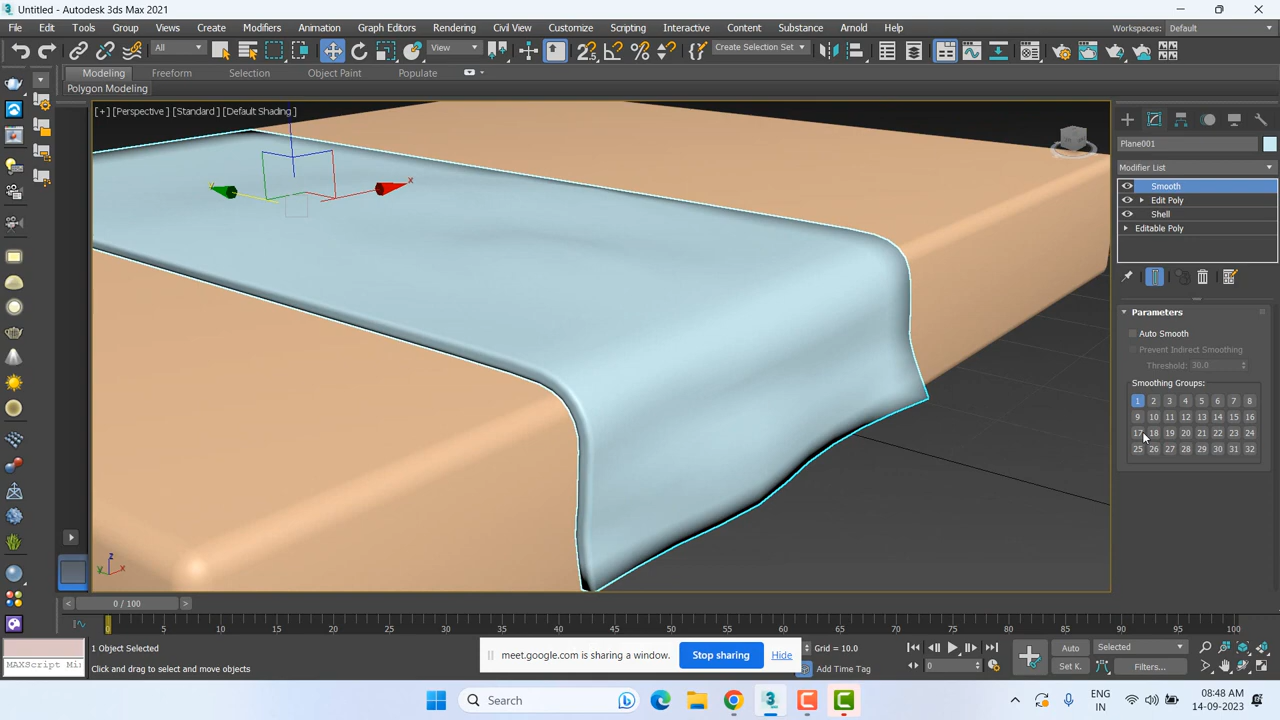 Untitled - Autodesk 3ds Max 2021
File Edit Tools Group Views Create Modifiers Animation Graph Editors Rendering Civil View Customize Scripting Interactive Content Substance Arnold Help Workspaces: Default
All View Create Selection Set
Modeling Freeform Selection Object Paint Populate
Polygon Modeling
[+] [Perspective] [Standard] [Default Shading]
Plane001
Modifier List
Smooth
Edit Poly
Shell
Editable Poly
Parameters
Auto Smooth
Prevent Indirect Smoothing
Threshold: 30.0
Smoothing Groups:
1 2 3 4 5 6 7 8
9 10 11 12 13 14 15 16
17 18 19 20 21 22 23 24
25 26 27 28 29 30 31 32
x
y
z
y x
< 0 / 100 >
0 5 10 15 20 25 30 35 40 45 50 55 60 65 70 75 80 85 90 95 100
1 Object Selected
MAXScript Mi
Click and drag to select and move objects
meet.google.com is sharing a window. Stop sharing Hide
Grid = 10.0
Add Time Tag
0
Auto Selected
Set K. Filters...
Search
ENG
IN
08:48 AM
14-09-2023